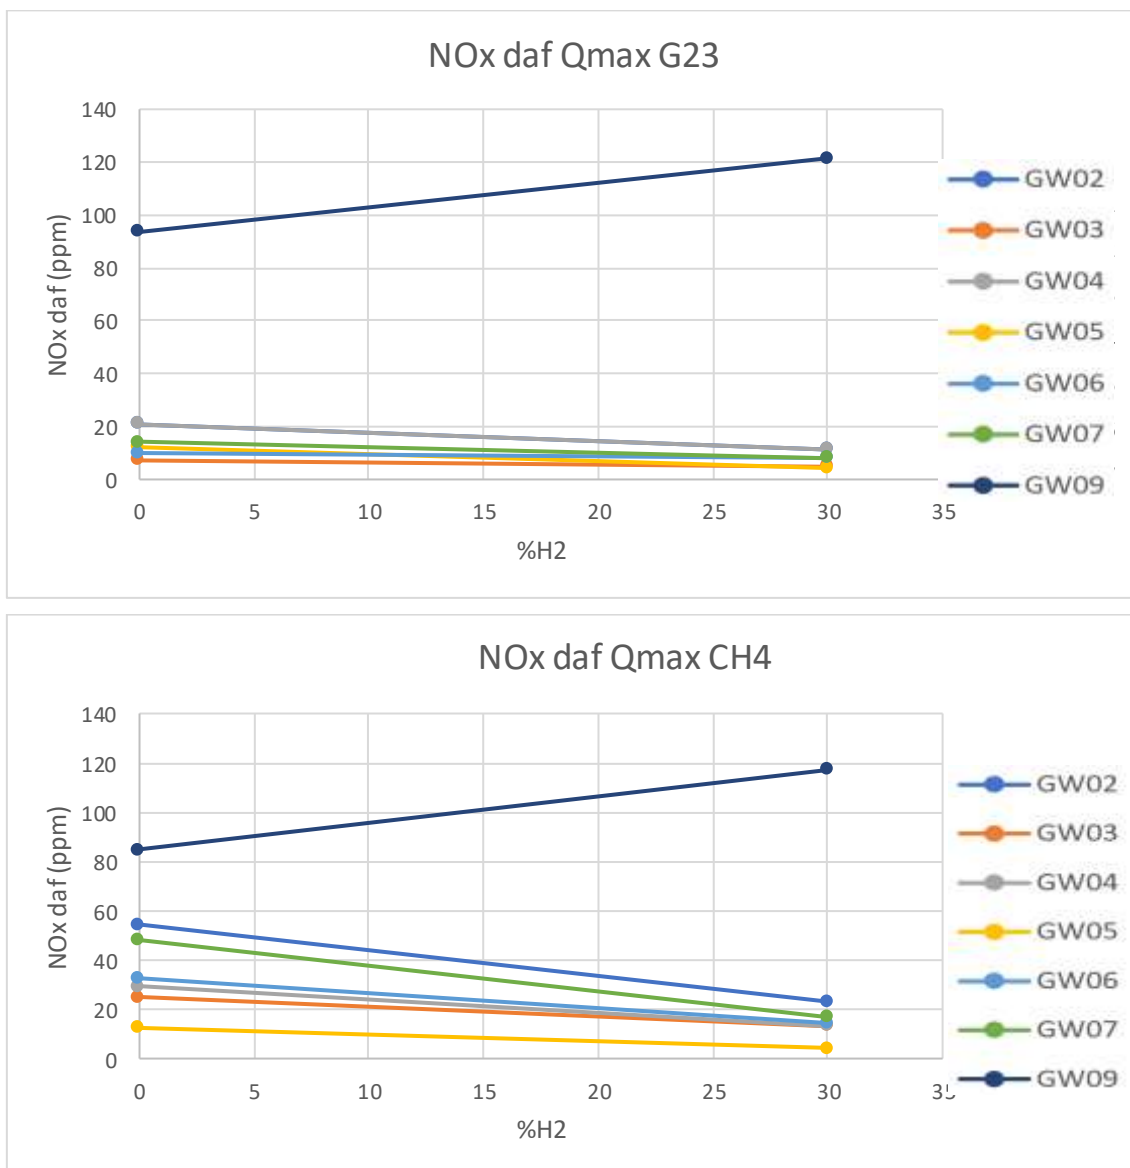 NOx daf Qmax G23
140
120
100
80
60
40
20
0
NOx daf (ppm)
0 5 10 15 20 25 30 35
%H2
GW02
GW03
GW04
GW05
GW06
GW07
GW09
NOx daf Qmax CH4
140
120
100
80
60
40
20
0
NOx daf (ppm)
0 5 10 15 20 25 30
%H2
GW02
GW03
GW04
GW05
GW06
GW07
GW09